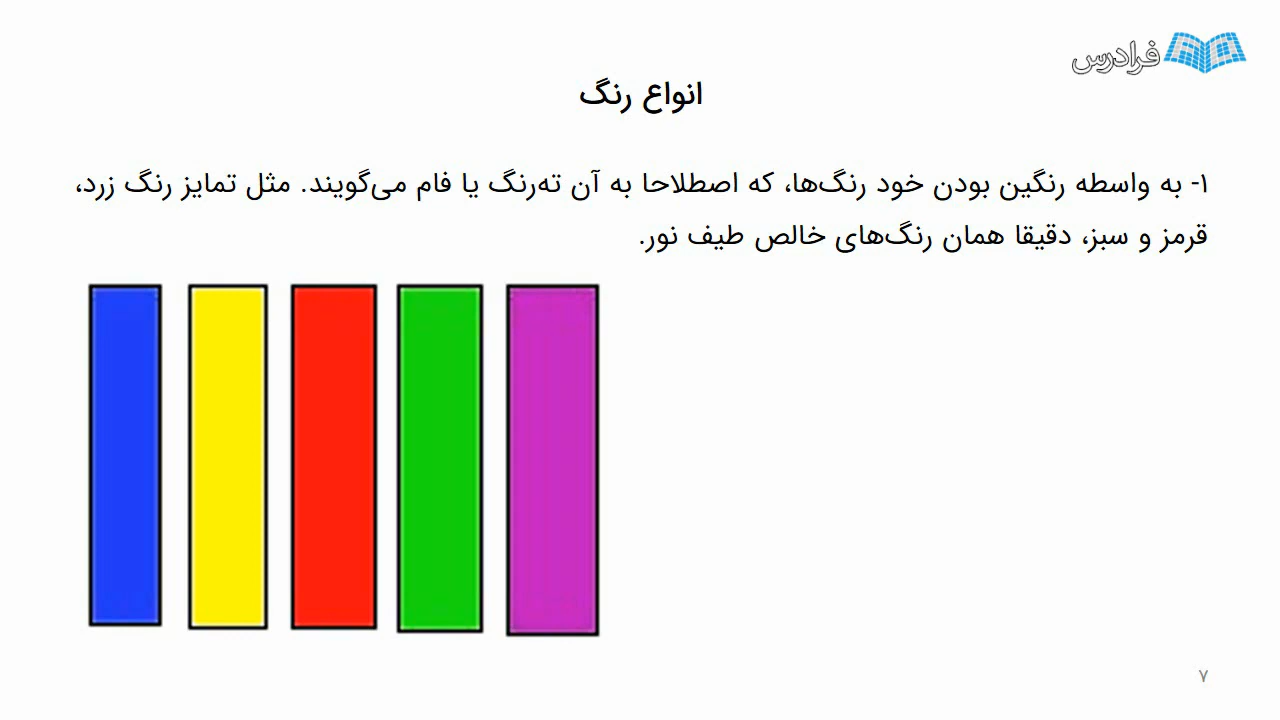 فرادرس
انواع رنگ
۱- به واسطه رنگین بودن خود رنگ‌ها، که اصطلاحا به آن ته‌رنگ یا فام می‌گویند. مثل تمایز رنگ زرد،
قرمز و سبز، دقیقا همان رنگ‌های خالص طیف نور.
۷